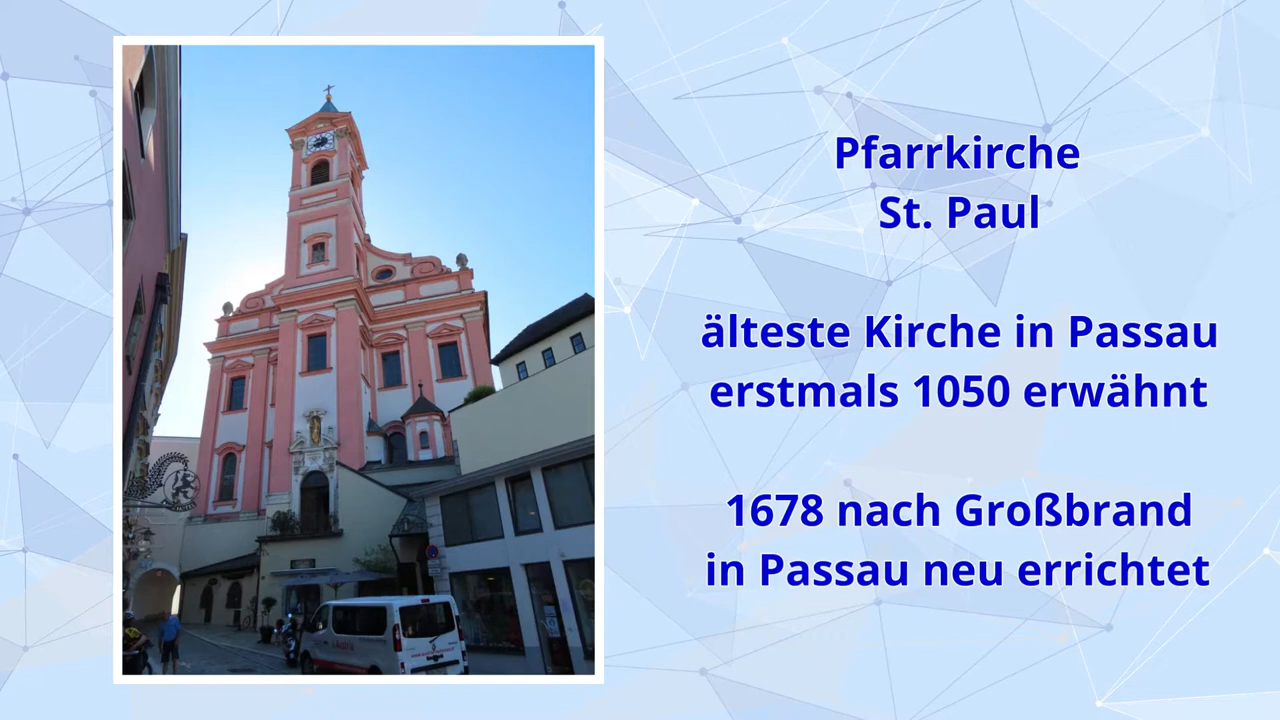 Pfarrkirche
St. Paul
älteste Kirche in Passau
erstmals 1050 erwähnt
1678 nach Großbrand
in Passau neu errichtet